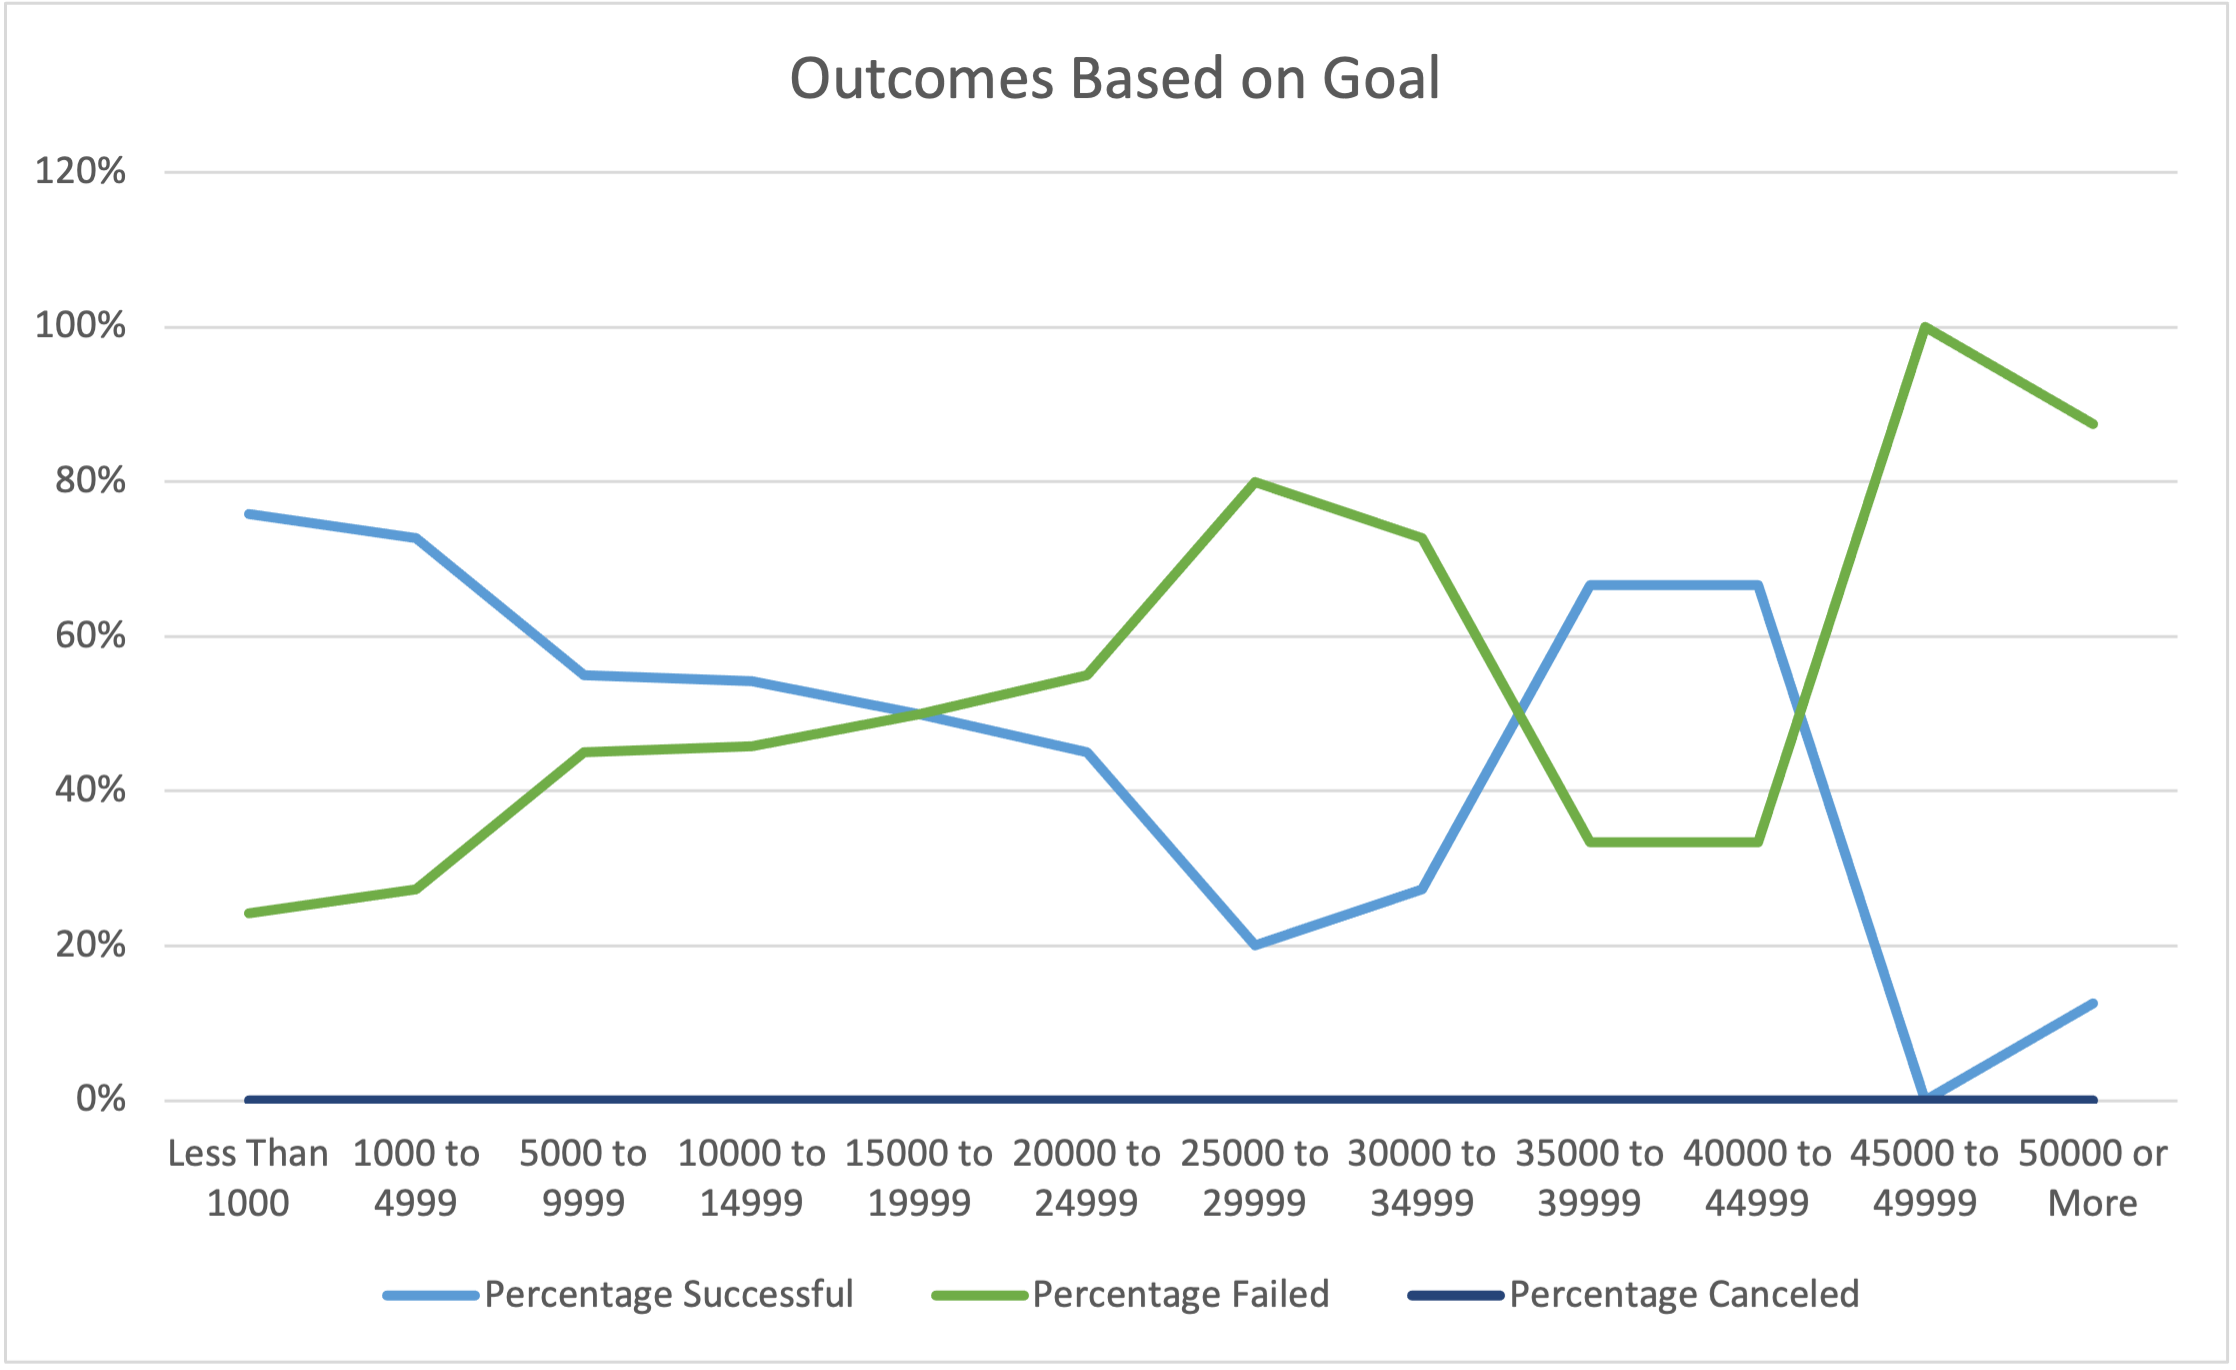 Outcomes Based on Goal
120%
100%
80%
60%
40%
20%
0%
Less Than 1000 to 5000 to 10000 to 15000 to 20000 to 25000 to 30000 to 35000 to 40000 to 45000 to 50000 or
1000 4999 9999 14999 19999 24999 29999 34999 39999 44999 49999 More
Percentage Successful Percentage Failed Percentage Canceled